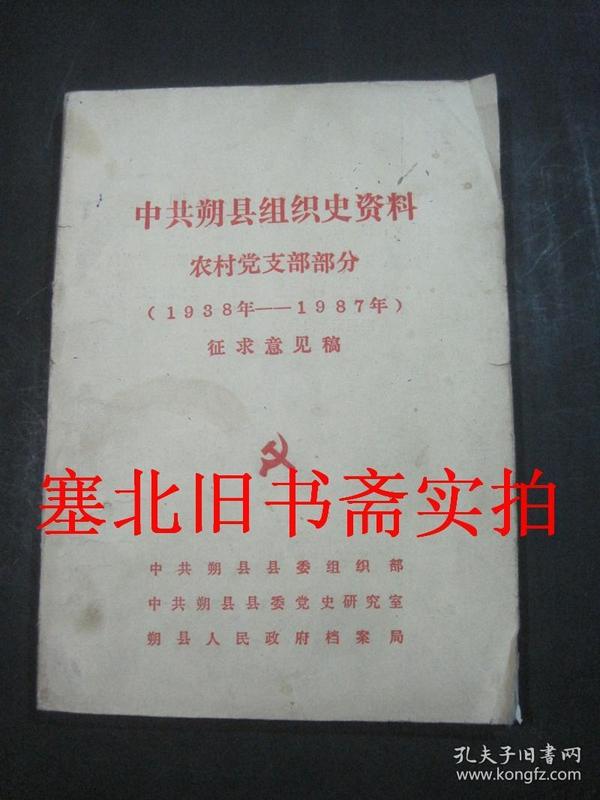 中共朔县组织史资料
农村党支部部分
（1938年——1987年）
征求意见稿
塞北旧书斋实拍
中共朔县县委组织部
中共朔县县委党史研究室
朔县人民政府档案局
孔夫子旧書网
www.kongfz.com